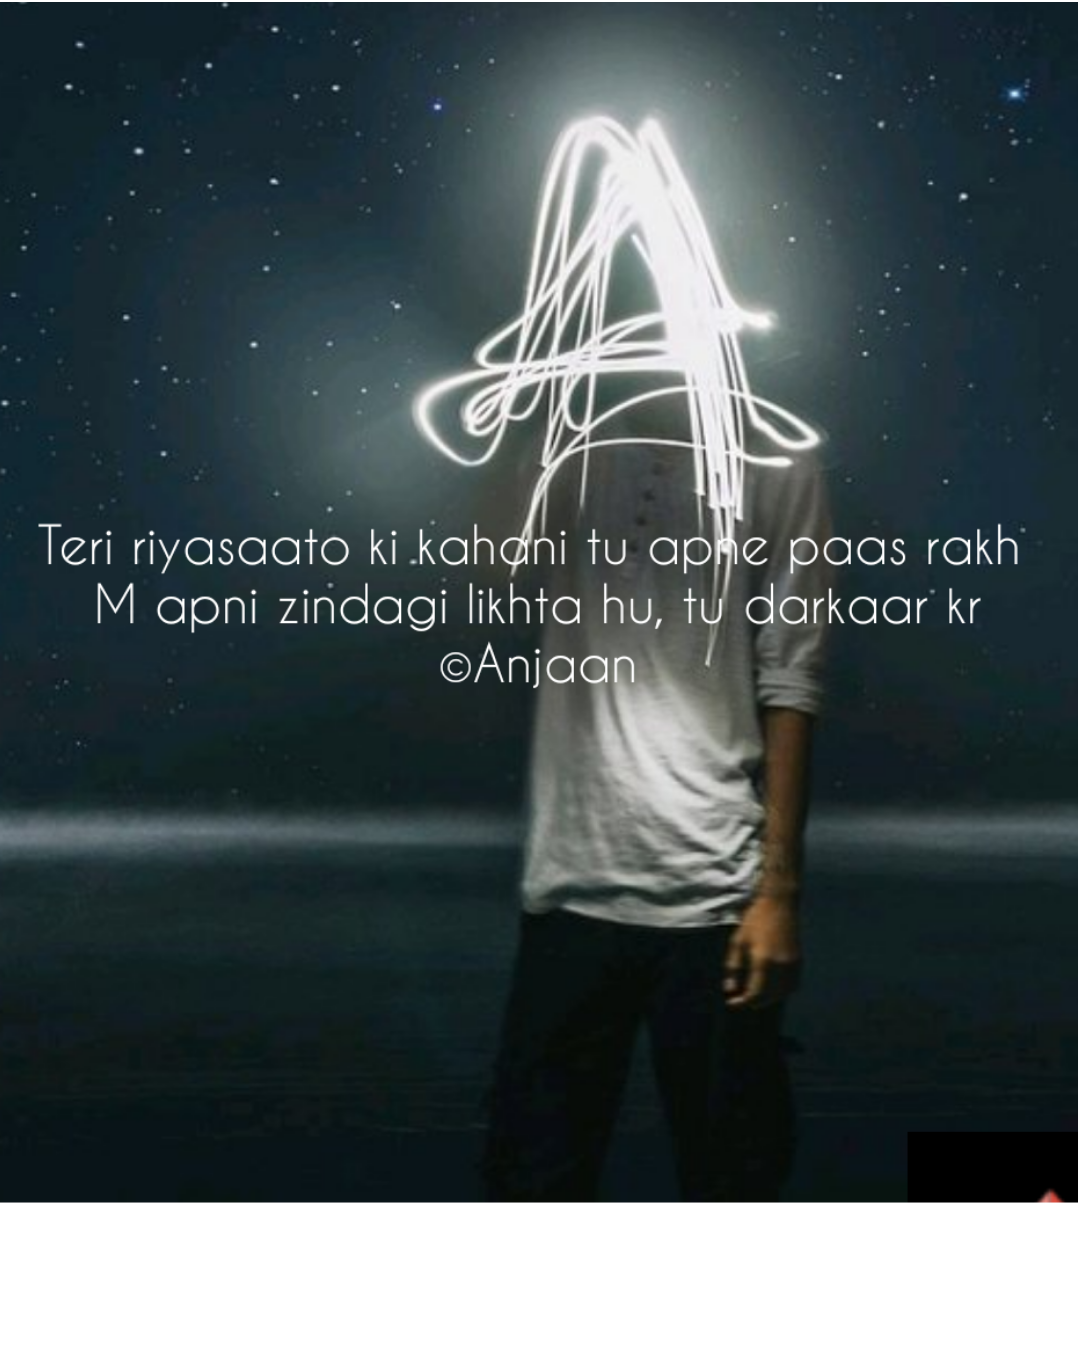 Teri riyasaato ki kahani tu apne paas rakh
M apni zindagi likhta hu, tu darkaar kr
©Anjaan